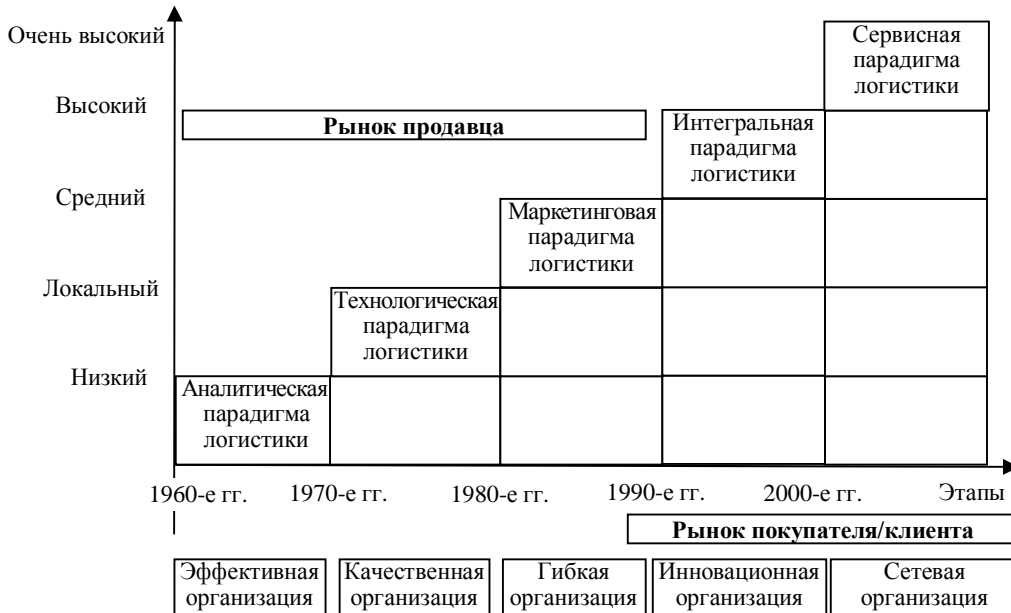 Очень высокий
Сервисная
парадигма
логистики
Высокий
Рынок продавца
Интегральная
парадигма
логистики
Средний
Маркетинговая
парадигма
логистики
Локальный
Технологическая
парадигма
логистики
Низкий
Аналитическая
парадигма
логистики
1960-е гг.
1970-е гг.
1980-е гг.
1990-е гг.
2000-е гг.
Этапы
Рынок покупателя/клиента
Эффективная
организация
Качественная
организация
Гибкая
организация
Инновационная
организация
Сетевая
организация